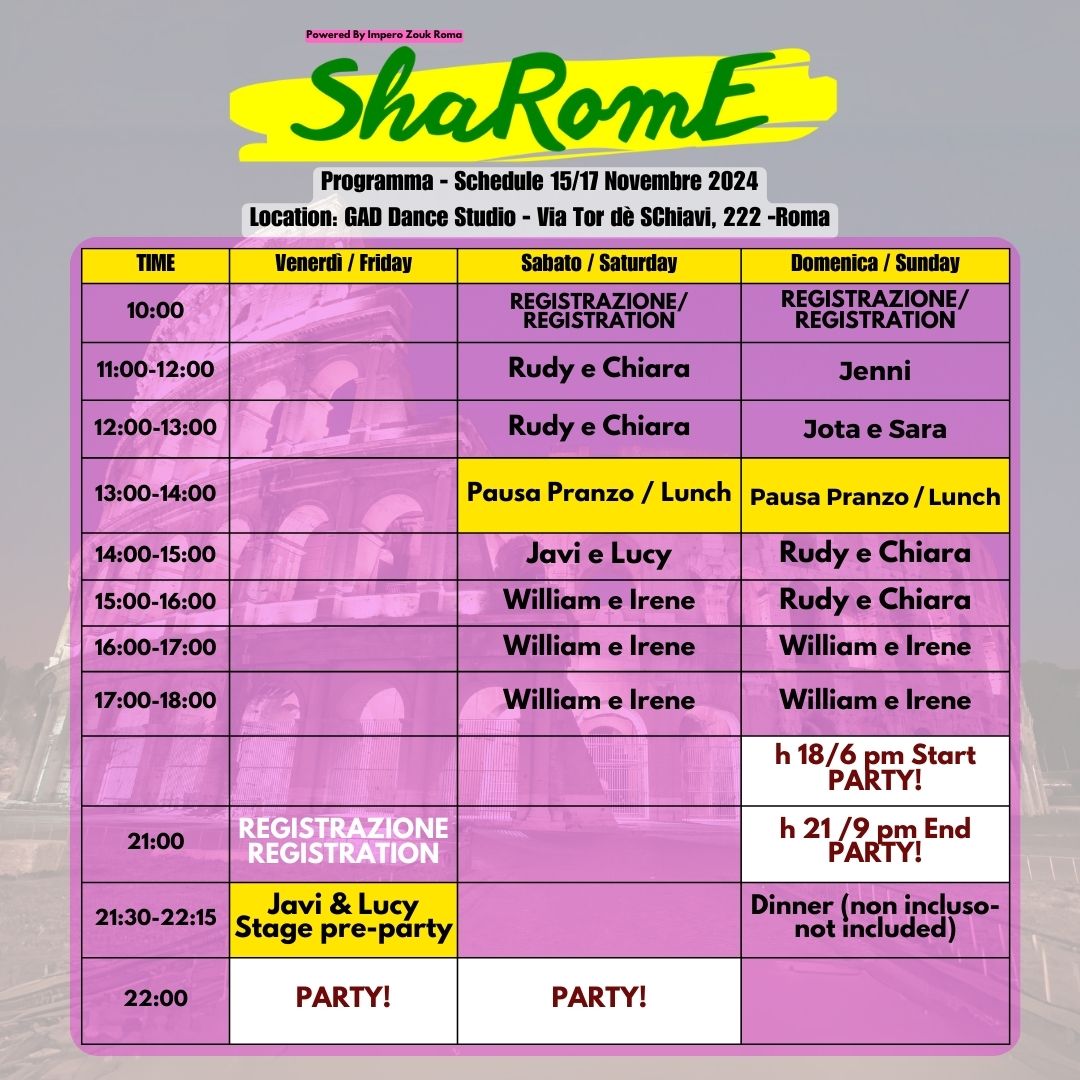 Powered By Impero Zouk Roma
ShaRomE
Programma - Schedule 15/17 Novembre 2024
Location: GAD Dance Studio - Via Tor dè SChiavi, 222 -Roma
TIME
Venerdì / Friday
Sabato / Saturday
Domenica / Sunday
10:00
REGISTRAZIONE/
REGISTRATION
REGISTRAZIONE/
REGISTRATION
11:00-12:00
Rudy e Chiara
Jenni
12:00-13:00
Rudy e Chiara
Jota e Sara
13:00-14:00
Pausa Pranzo / Lunch
Pausa Pranzo / Lunch
14:00-15:00
Javi e Lucy
Rudy e Chiara
15:00-16:00
William e Irene
Rudy e Chiara
16:00-17:00
William e Irene
William e Irene
17:00-18:00
William e Irene
William e Irene
h 18/6 pm Start
PARTY!
21:00
REGISTRAZIONE
REGISTRATION
h 21 /9 pm End
PARTY!
21:30-22:15
Javi & Lucy
Stage pre-party
Dinner (non incluso-
not included)
22:00
PARTY!
PARTY!